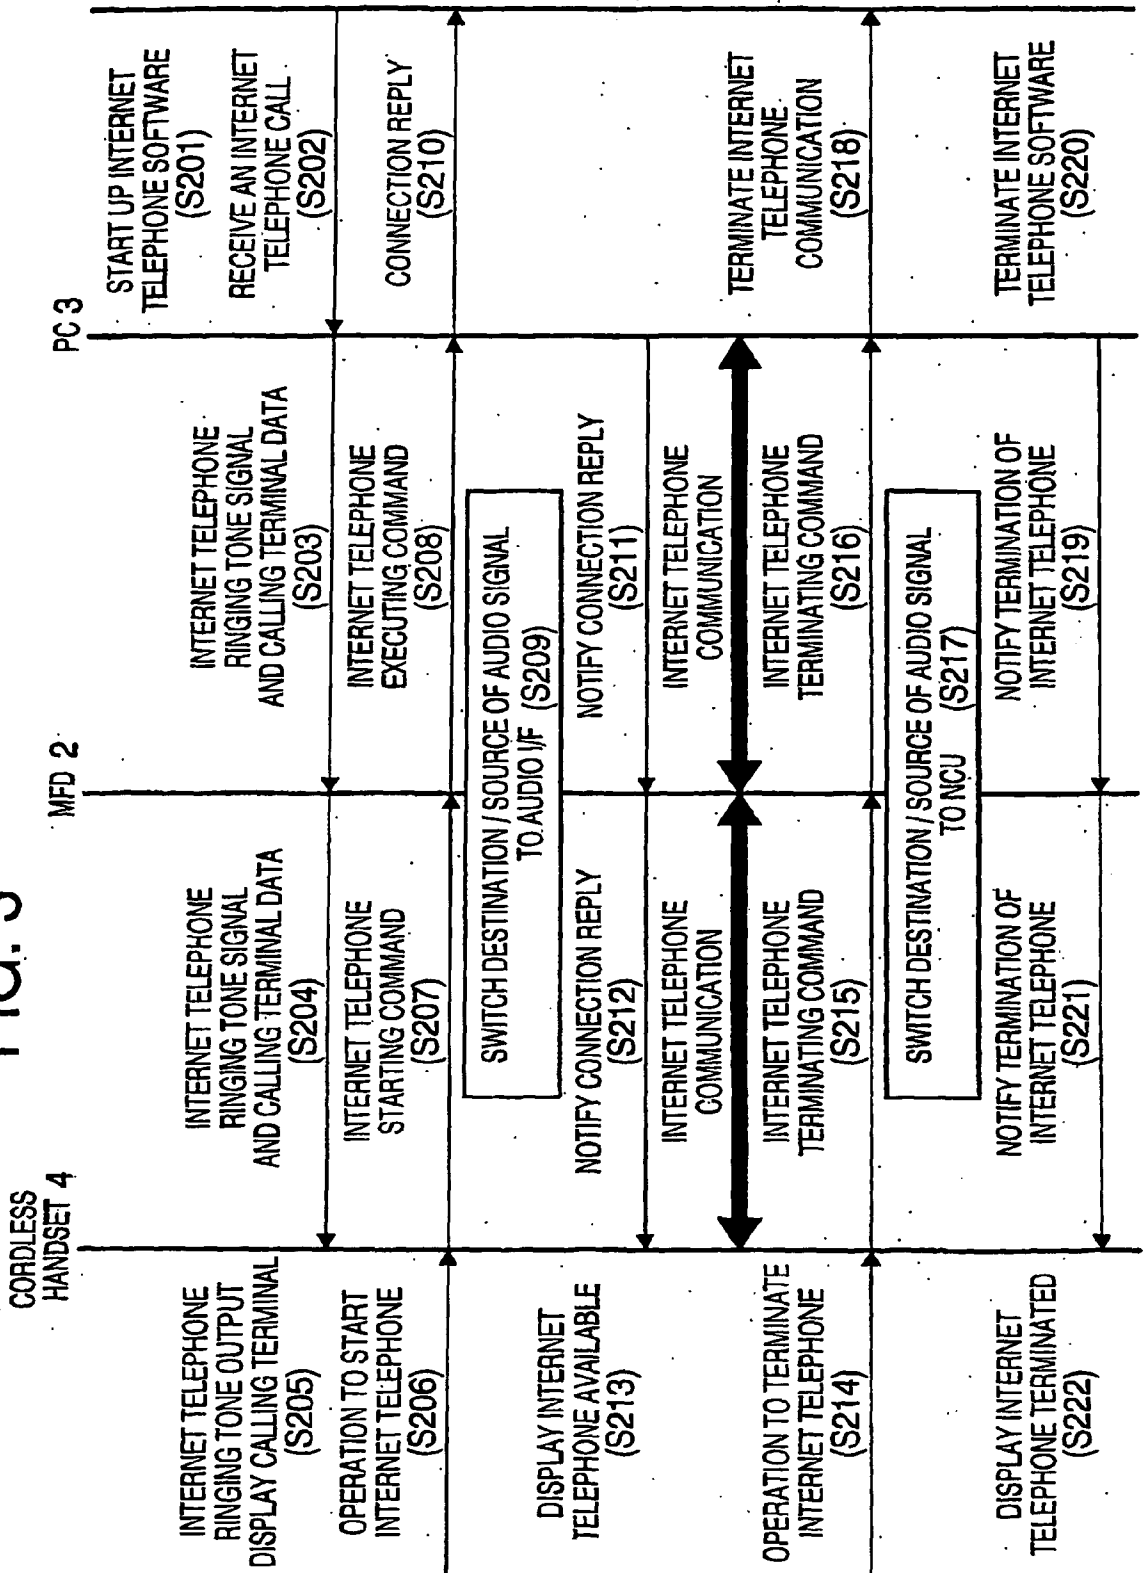 FIG. 5
CORDLESS
HANDSET 4
MFD 2
PC 3
START UP INTERNET
TELEPHONE SOFTWARE
(S201)
RECEIVE AN INTERNET
TELEPHONE CALL
(S202)
INTERNET TELEPHONE
RINGING TONE SIGNAL
AND CALLING TERMINAL DATA
(S203)
INTERNET TELEPHONE
RINGING TONE SIGNAL
AND CALLING TERMINAL DATA
(S204)
INTERNET TELEPHONE
RINGING TONE OUTPUT
DISPLAY CALLING TERMINAL
(S205)
OPERATION TO START
INTERNET TELEPHONE
(S206)
INTERNET TELEPHONE
STARTING COMMAND
(S207)
INTERNET TELEPHONE
EXECUTING COMMAND
(S208)
SWITCH DESTINATION / SOURCE OF AUDIO SIGNAL
TO AUDIO I/F (S209)
CONNECTION REPLY
(S210)
NOTIFY CONNECTION REPLY
(S211)
NOTIFY CONNECTION REPLY
(S212)
DISPLAY INTERNET
TELEPHONE AVAILABLE
(S213)
INTERNET TELEPHONE
COMMUNICATION
INTERNET TELEPHONE
COMMUNICATION
OPERATION TO TERMINATE
INTERNET TELEPHONE
(S214)
INTERNET TELEPHONE
TERMINATING COMMAND
(S215)
INTERNET TELEPHONE
TERMINATING COMMAND
(S216)
SWITCH DESTINATION / SOURCE OF AUDIO SIGNAL
TO NCU (S217)
TERMINATE INTERNET
TELEPHONE
COMMUNICATION
(S218)
NOTIFY TERMINATION OF
INTERNET TELEPHONE
(S219)
TERMINATE INTERNET
TELEPHONE SOFTWARE
(S220)
NOTIFY TERMINATION OF
INTERNET TELEPHONE
(S221)
DISPLAY INTERNET
TELEPHONE TERMINATED
(S222)